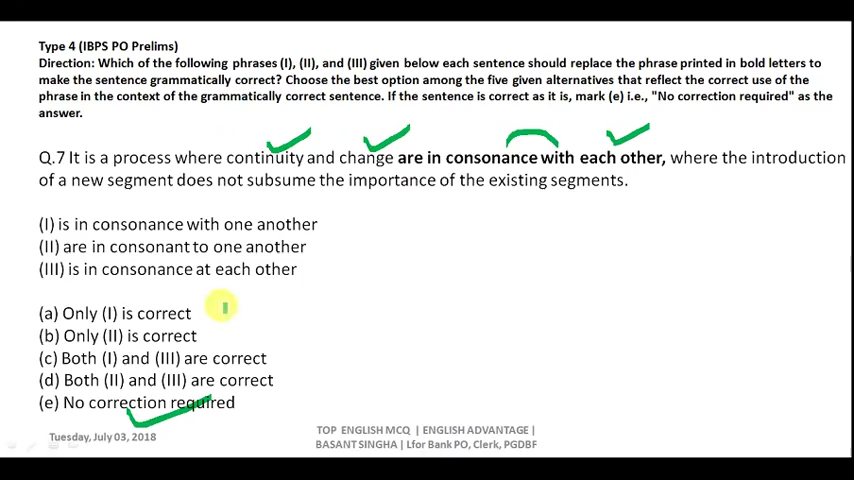 Type 4 (IBPS PO Prelims)
Direction: Which of the following phrases (I), (II), and (III) given below each sentence should replace the phrase printed in bold letters to
make the sentence grammatically correct? Choose the best option among the five given alternatives that reflect the correct use of the
phrase in the context of the grammatically correct sentence. If the sentence is correct as it is, mark (e) i.e., "No correction required" as the
answer.
Q.7 It is a process where continuity and change are in consonance with each other, where the introduction
of a new segment does not subsume the importance of the existing segments.
(I) is in consonance with one another
(II) are in consonant to one another
(III) is in consonance at each other
(a) Only (I) is correct
(b) Only (II) is correct
(c) Both (I) and (III) are correct
(d) Both (II) and (III) are correct
(e) No correction required
Tuesday, July 03, 2018
TOP ENGLISH MCQ | ENGLISH ADVANTAGE |
BASANT SINGHA | Lfor Bank PO, Clerk, PGDBF